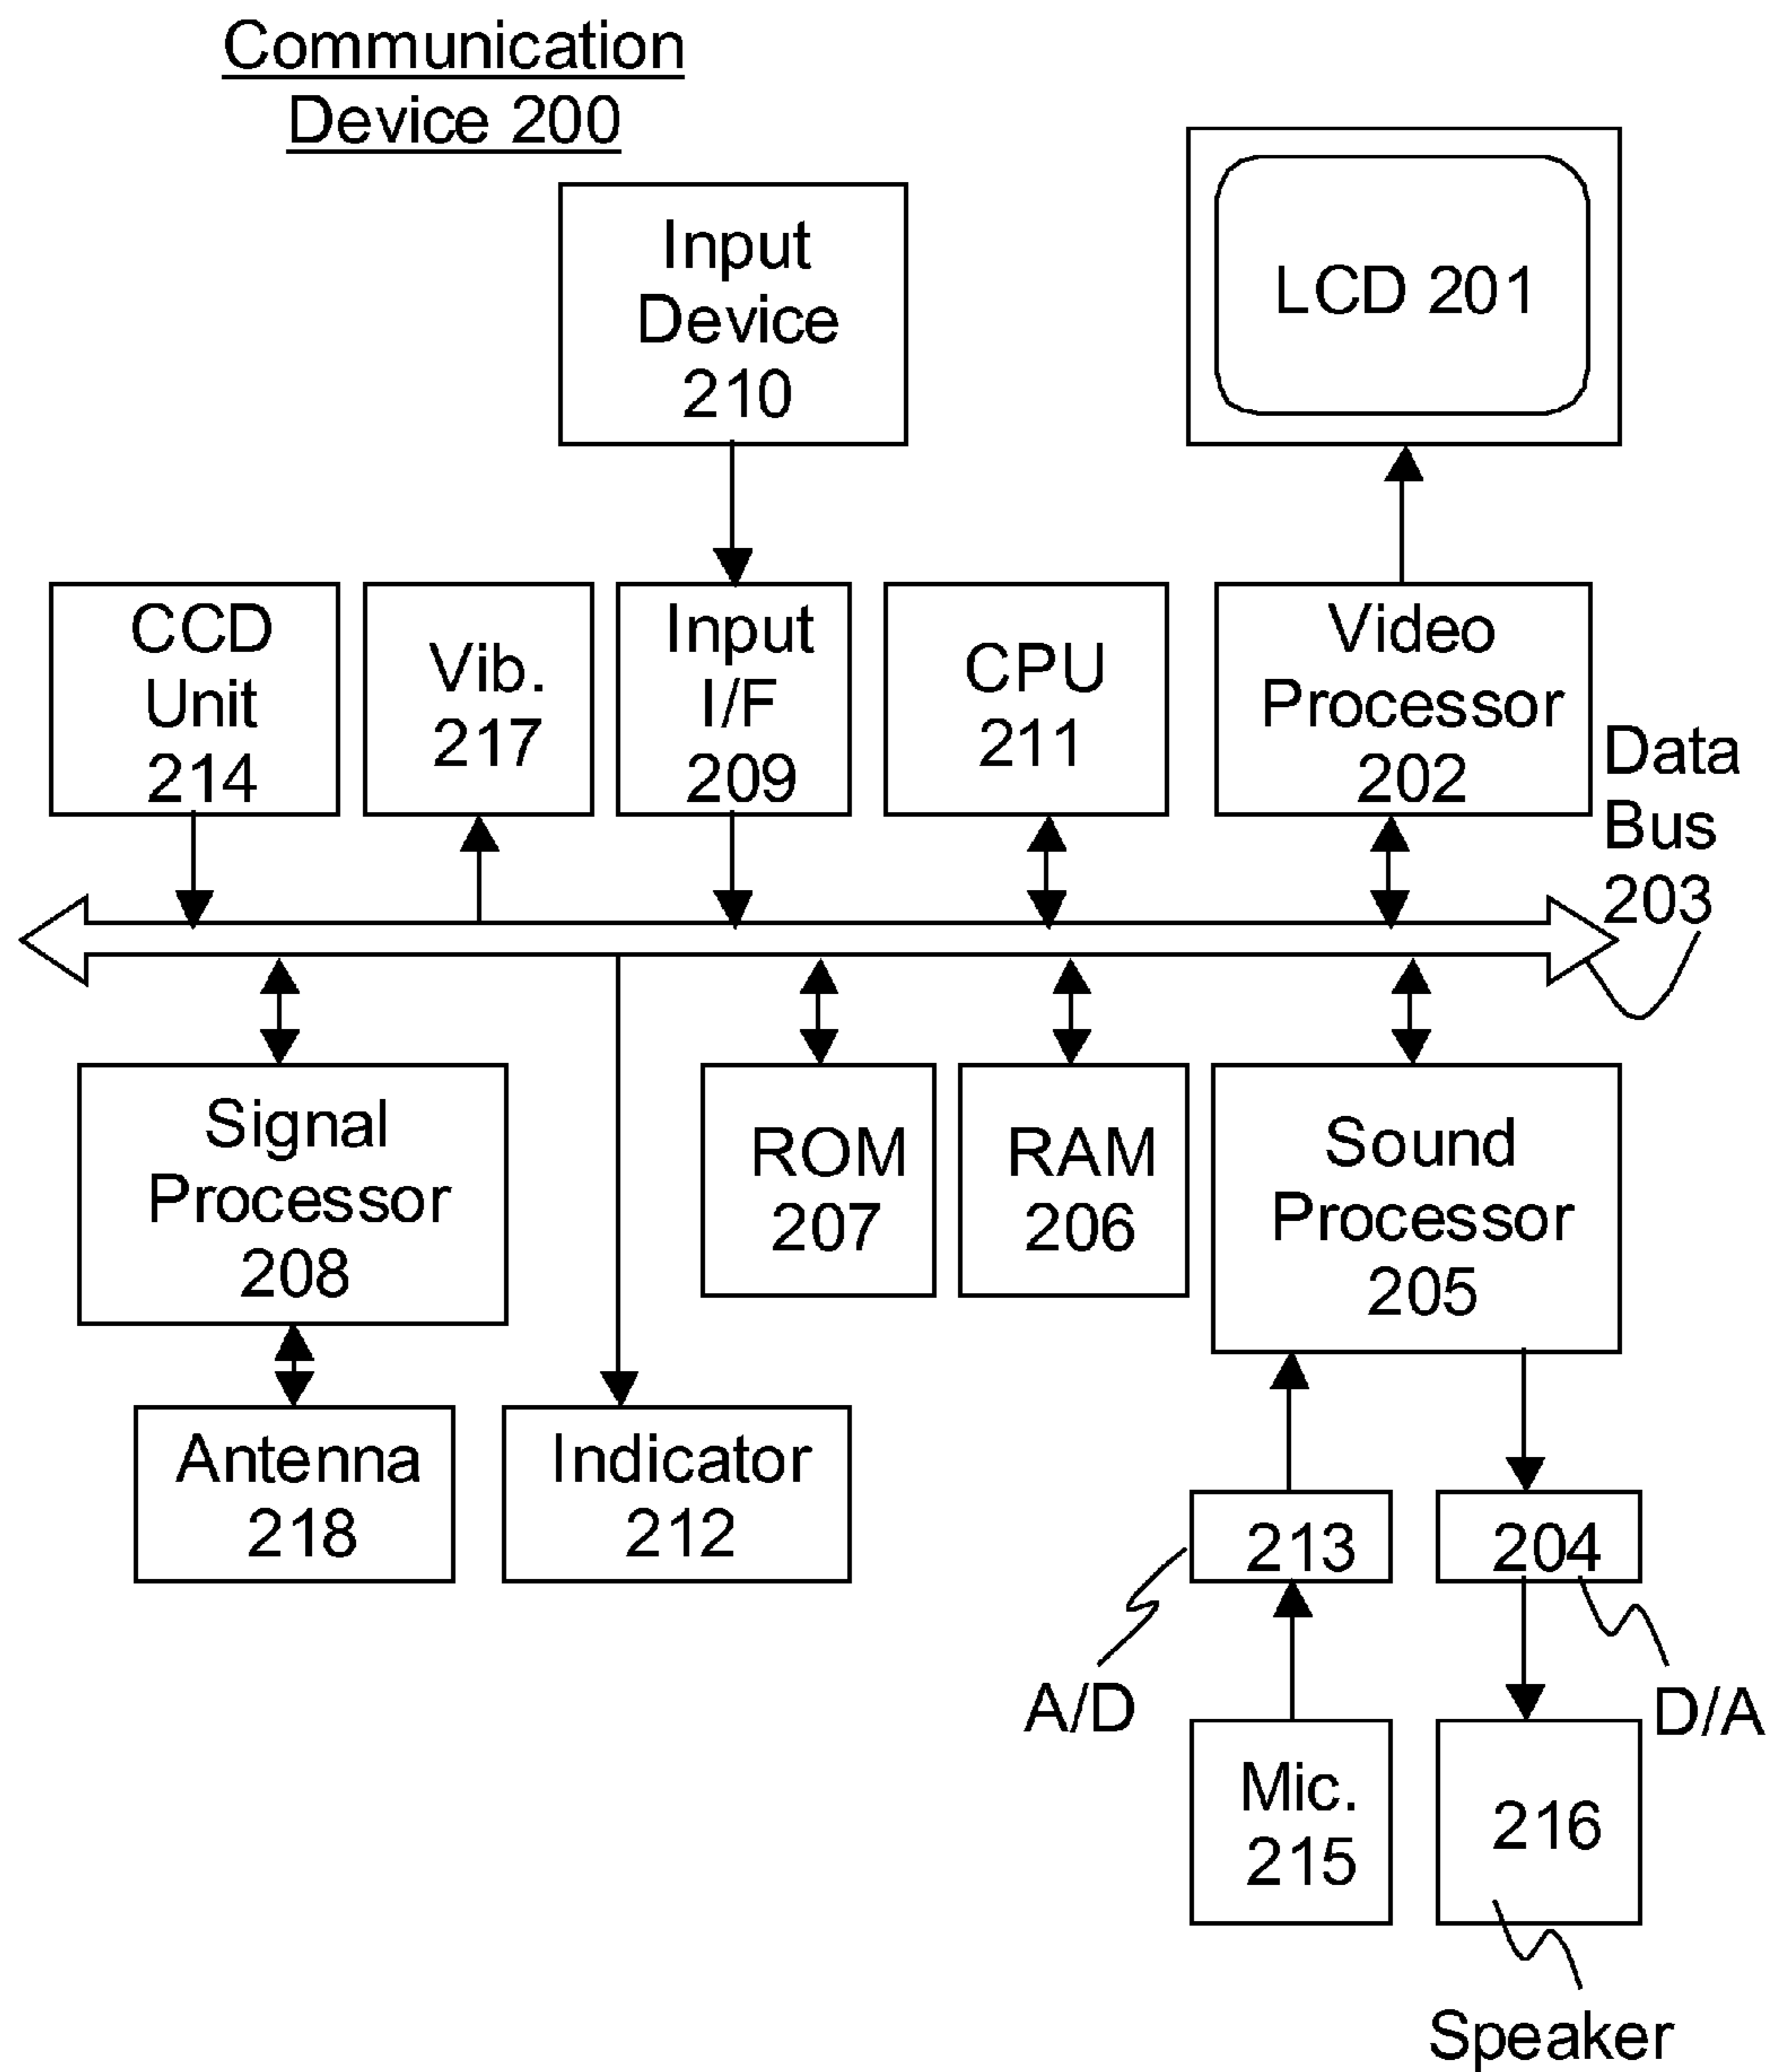 Communication
Device 200
Input
Device
210
LCD 201
CCD
Unit
214
Vib.
217
Input
I/F
209
CPU
211
Video
Processor
202
Data
Bus
203
Signal
Processor
208
ROM
207
RAM
206
Sound
Processor
205
Antenna
218
Indicator
212
213
204
A/D
D/A
Mic.
215
216
Speaker